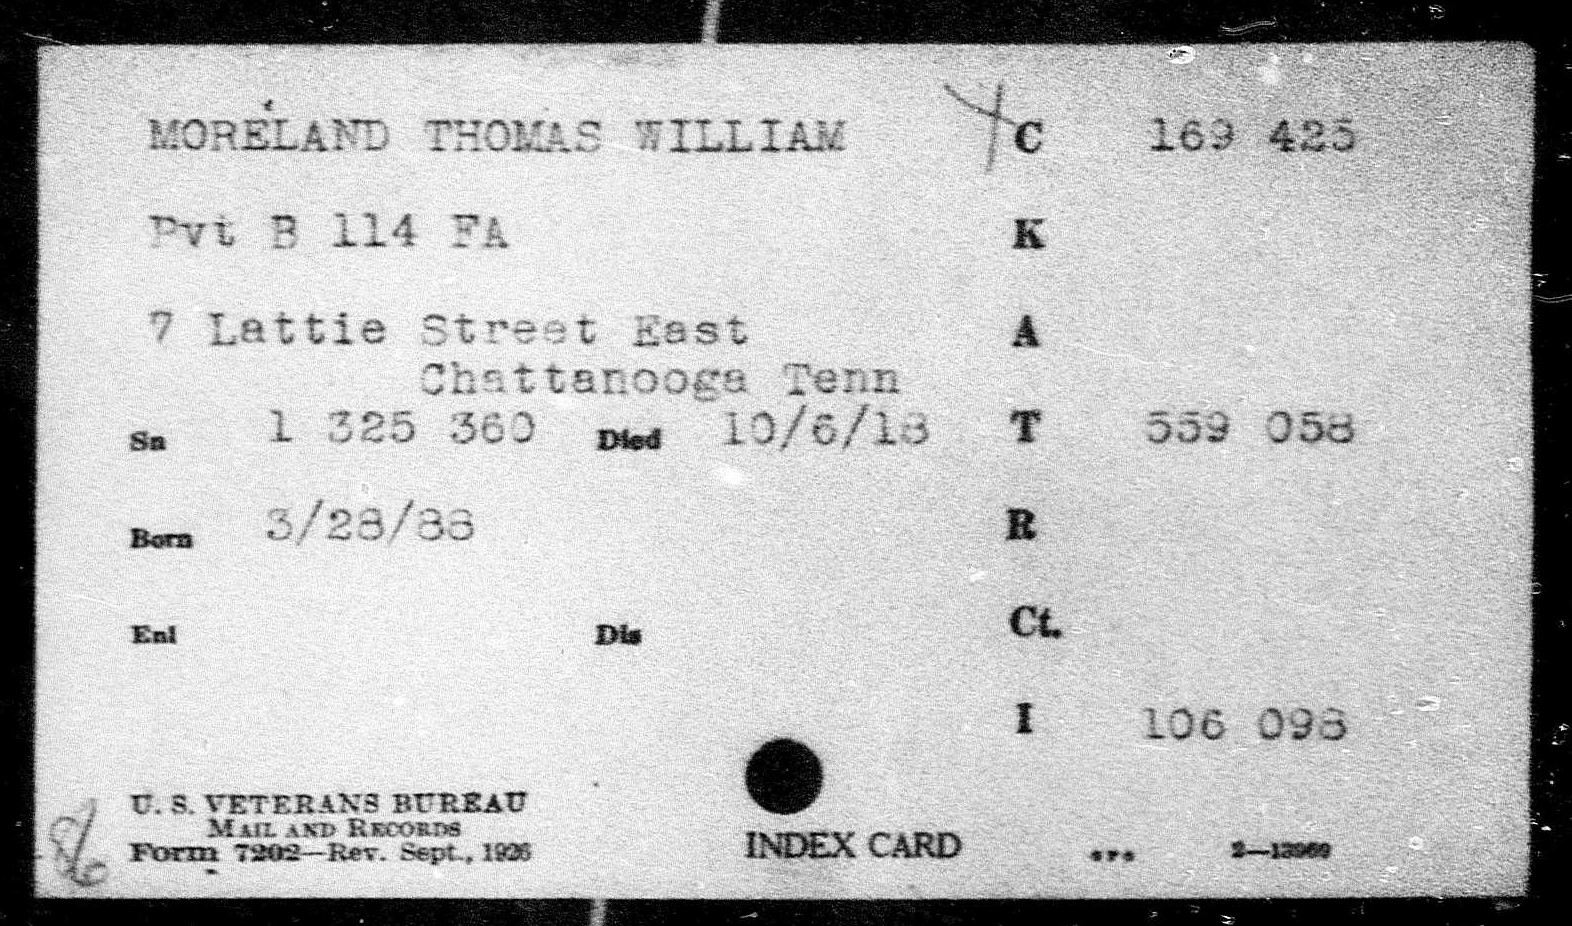 MORELAND THOMAS WILLIAM C 169 425
Pvt B 114 FA K
7 Lattie Street East A
Chattanooga Tenn
Sn 1 325 360 Died 10/6/18 T 559 058
Born 3/28/88 R
Enl Dis Ct.
I 106 098
U. S. VETERANS BUREAU
MAIL AND RECORDS
Form 7202—Rev. Sept., 1926
INDEX CARD GPO